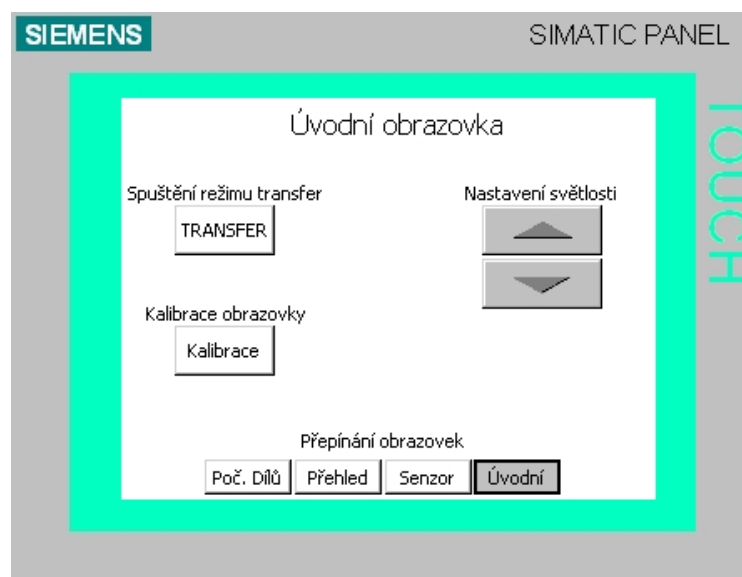 SIEMENS
SIMATIC PANEL
TOUCH
Úvodní obrazovka
Spuštění režimu transfer
TRANSFER
Nastavení světlosti
Kalibrace obrazovky
Kalibrace
Přepínání obrazovek
Poč. Dílů Přehled Senzor Úvodní